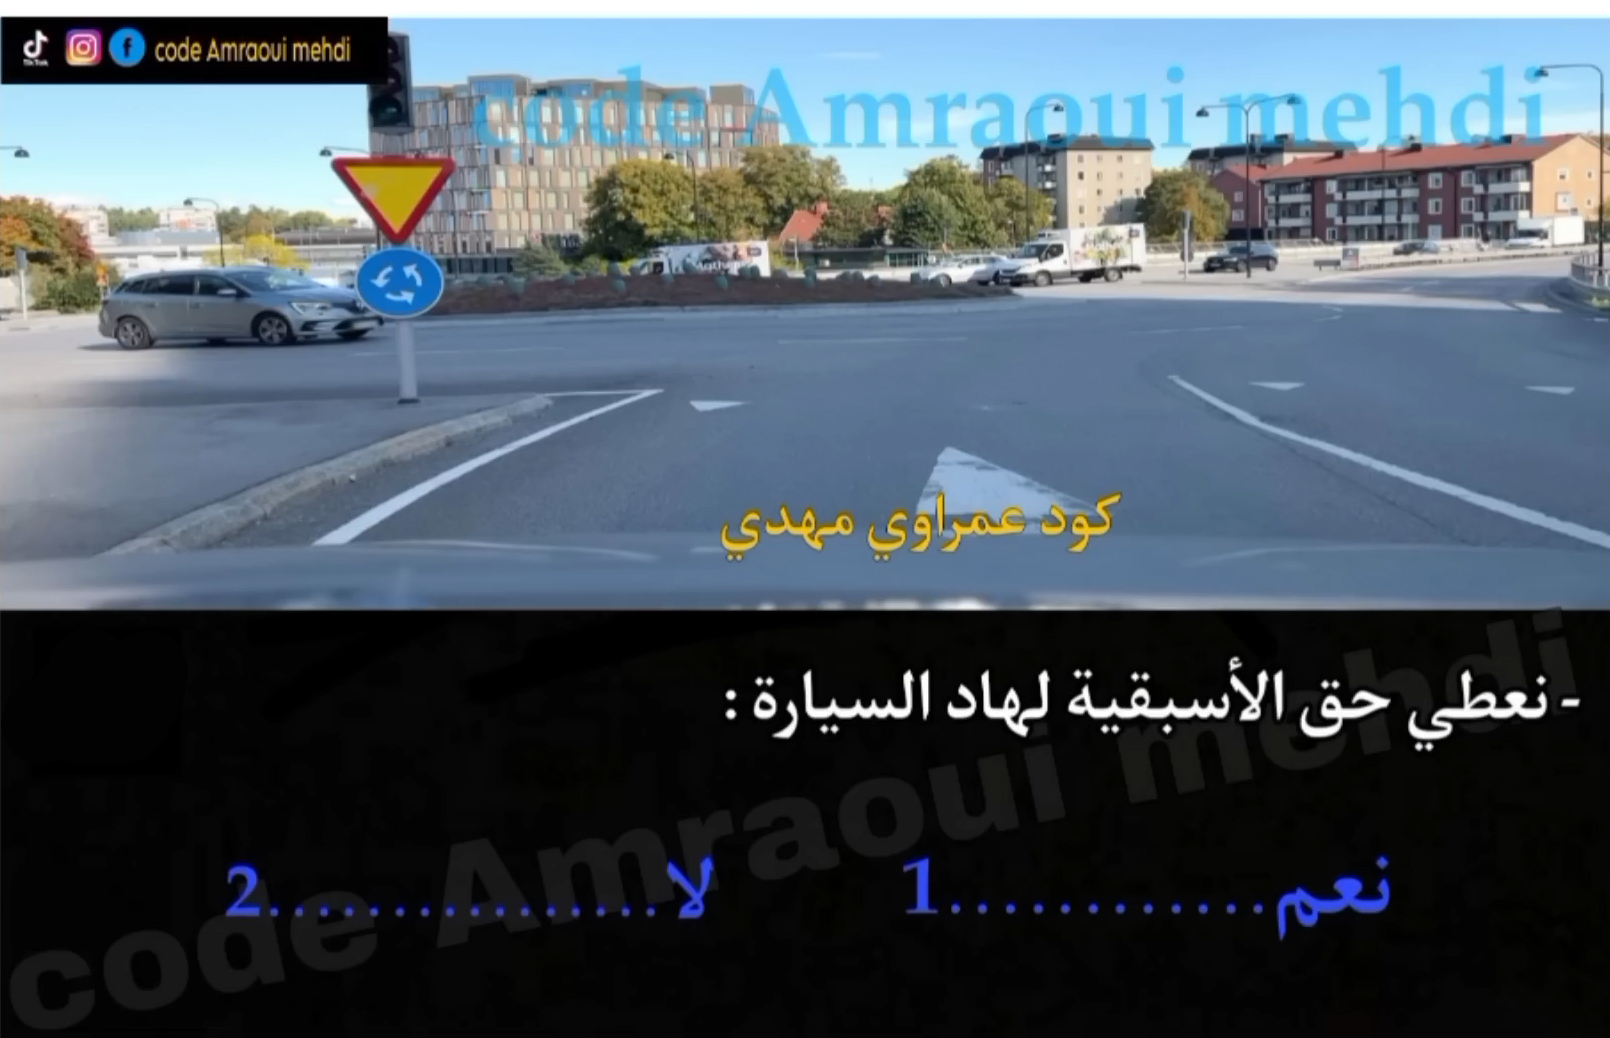 TikTok
code Amraoui mehdi
code Amraoui mehdi
كود عمراوي مهدي
- نعطي حق الأسبقية لهاد السيارة :
نعم............1
لا................2
code Amraoui mehdi